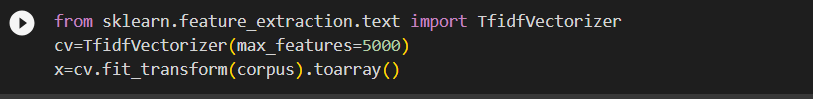 from sklearn.feature_extraction.text import TfidfVectorizer
cv=TfidfVectorizer(max_features=5000)
x=cv.fit_transform(corpus).toarray()